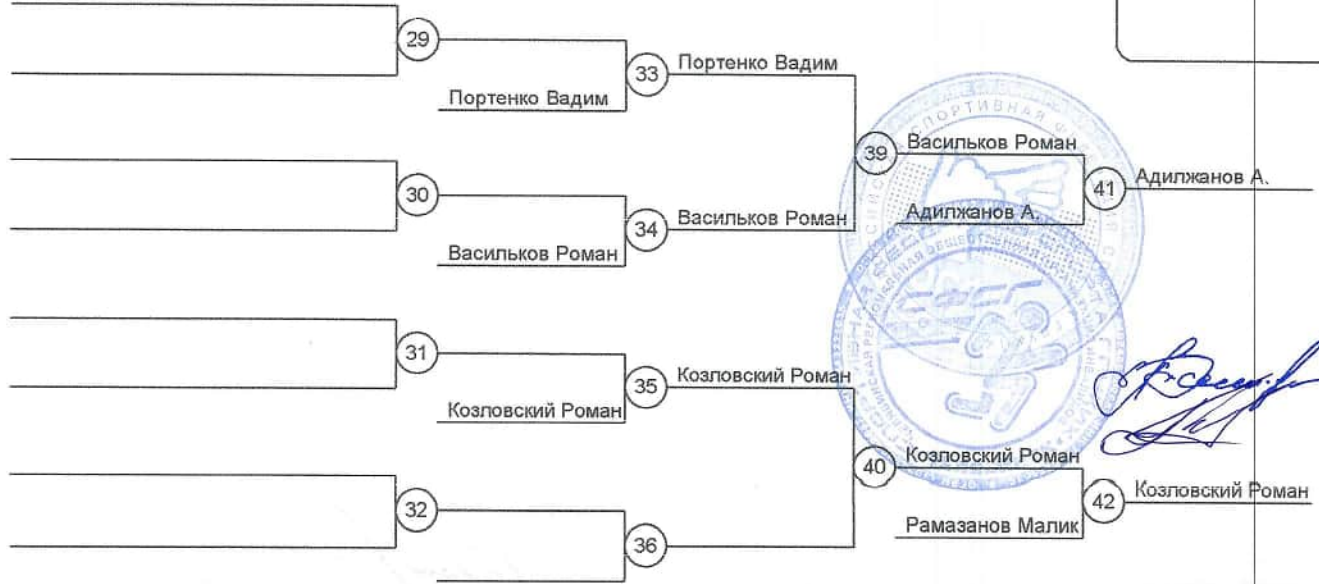 29
33 Портенко Вадим
Портенко Вадим
39 Васильков Роман
30
41 Адилжанов А.
34 Васильков Роман
Адилжанов А.
Васильков Роман
31
35 Козловский Роман
Козловский Роман
40 Козловский Роман
42 Козловский Роман
32
Рамазанов Малик
36